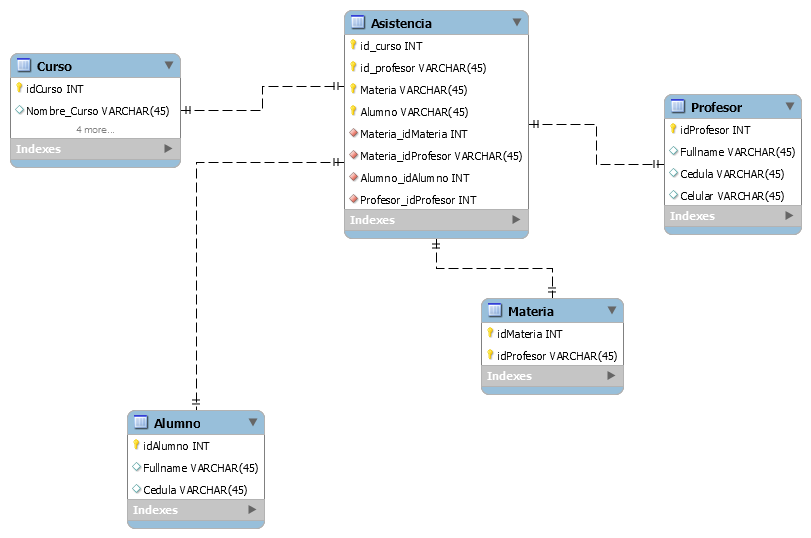 Curso
idCurso INT
Nombre_Curso VARCHAR(45)
4 more...
Indexes
Asistencia
id_curso INT
id_profesor VARCHAR(45)
Materia VARCHAR(45)
Alumno VARCHAR(45)
Materia_idMateria INT
Materia_idProfesor VARCHAR(45)
Alumno_idAlumno INT
Profesor_idProfesor INT
Indexes
Profesor
idProfesor INT
Fullname VARCHAR(45)
Cedula VARCHAR(45)
Celular VARCHAR(45)
Indexes
Materia
idMateria INT
idProfesor VARCHAR(45)
Indexes
Alumno
idAlumno INT
Fullname VARCHAR(45)
Cedula VARCHAR(45)
Indexes